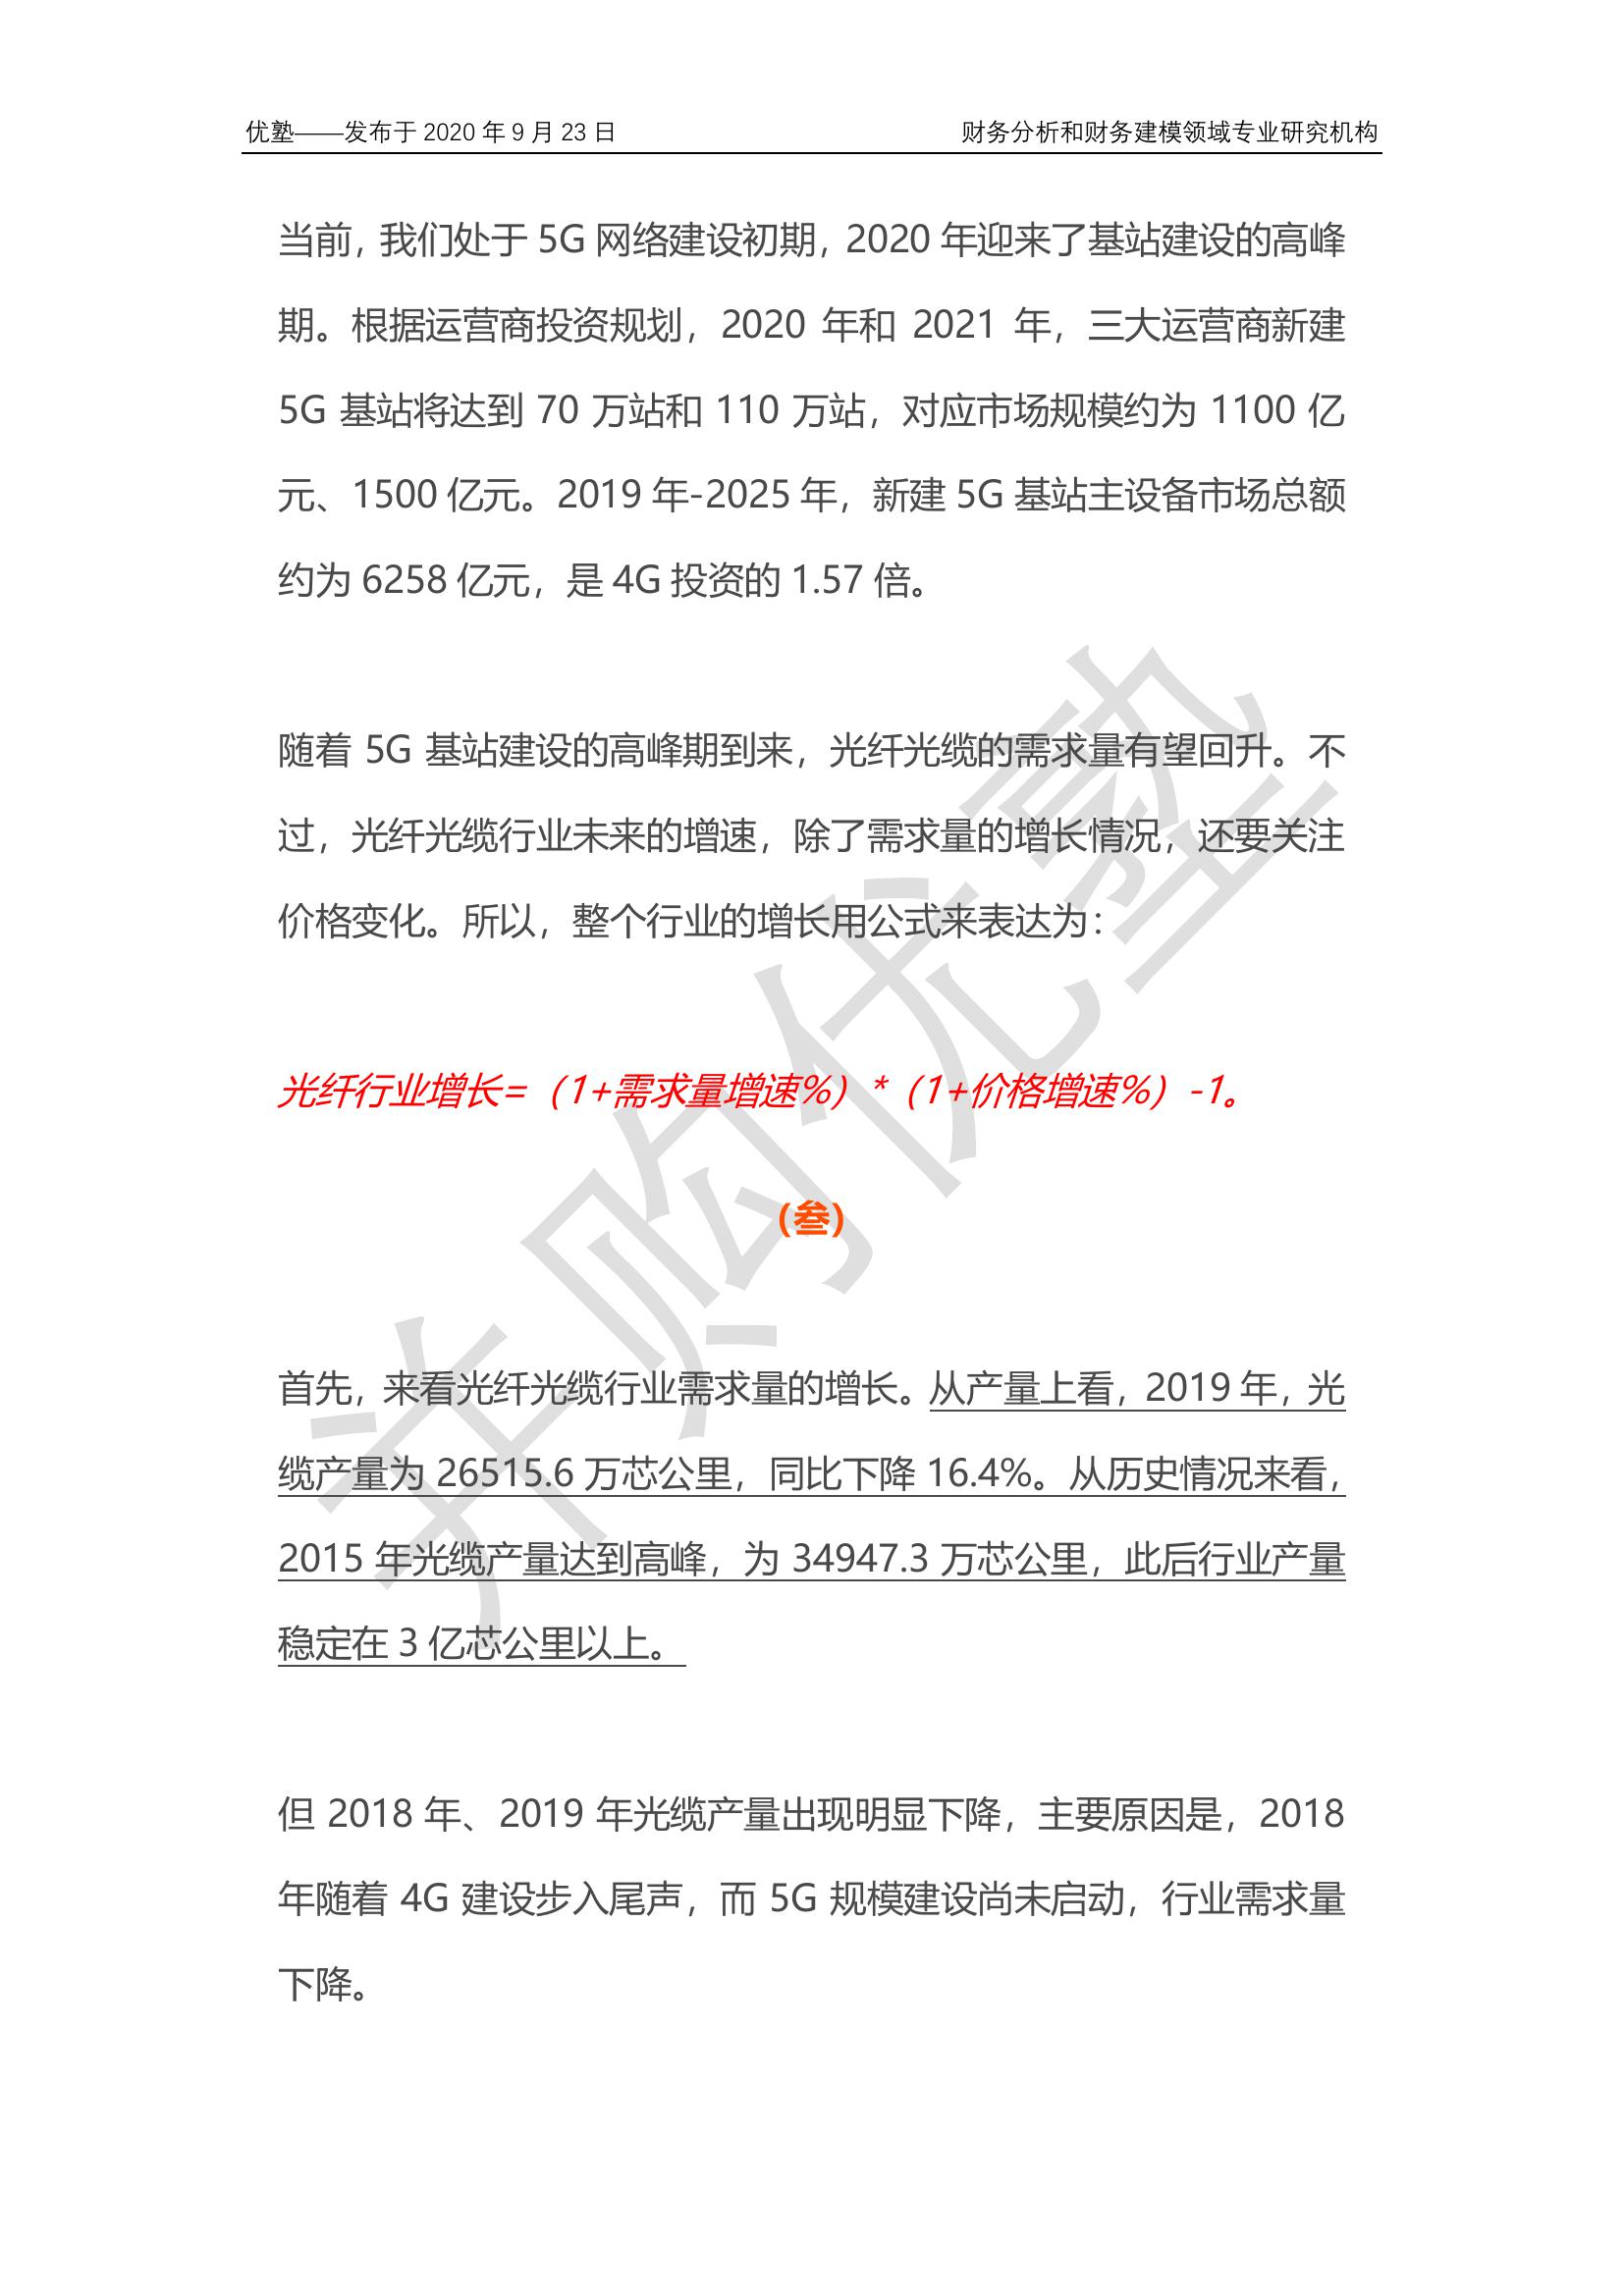 优塾——发布于 2020 年 9 月 23 日 财务分析和财务建模领域专业研究机构
当前，我们处于 5G 网络建设初期，2020 年迎来了基站建设的高峰
期。根据运营商投资规划，2020 年和 2021 年，三大运营商新建
5G 基站将达到 70 万站和 110 万站，对应市场规模约为 1100 亿
元、1500 亿元。2019 年-2025 年，新建 5G 基站主设备市场总额
约为 6258 亿元，是 4G 投资的 1.57 倍。
随着 5G 基站建设的高峰期到来，光纤光缆的需求量有望回升。不
过，光纤光缆行业未来的增速，除了需求量的增长情况，还要关注
价格变化。所以，整个行业的增长用公式来表达为：
光纤行业增长=（1+需求量增速%）*（1+价格增速%）-1。
(叁)
首先，来看光纤光缆行业需求量的增长。从产量上看，2019 年，光
缆产量为 26515.6 万芯公里，同比下降 16.4%。从历史情况来看，
2015 年光缆产量达到高峰，为 34947.3 万芯公里，此后行业产量
稳定在 3 亿芯公里以上。
但 2018 年、2019 年光缆产量出现明显下降，主要原因是，2018
年随着 4G 建设步入尾声，而 5G 规模建设尚未启动，行业需求量
下降。
并购优塾